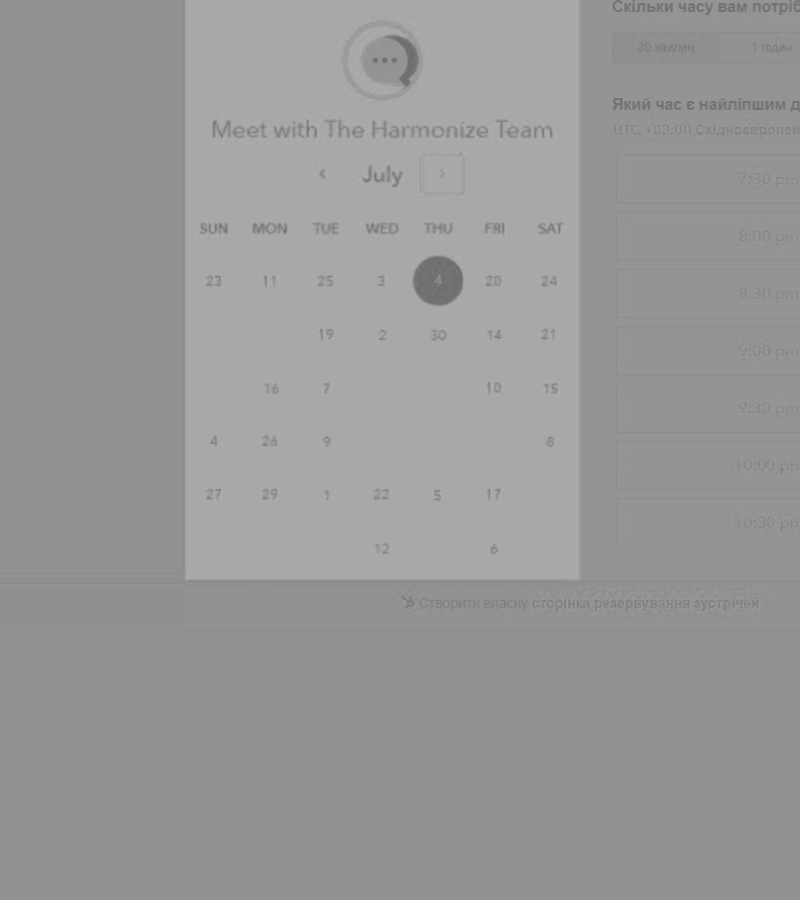 Meet with The Harmonize Team
‹ July ›
SUN MON TUE WED THU FRI SAT
23 11 25 3 4 20 24
19 2 30 14 21
16 7 10 15
4 26 9 8
27 29 1 22 5 17
12 6
Скільки часу вам потріб
30 хвилин 1 годин
Який час є найліпшим д
UTC +03:00 Східноєвропей
7:30 pm
8:00 pm
8:30 pm
9:00 pm
9:30 pm
10:00 pm
10:30 pm
Створити власну сторінка резервування зустрічей